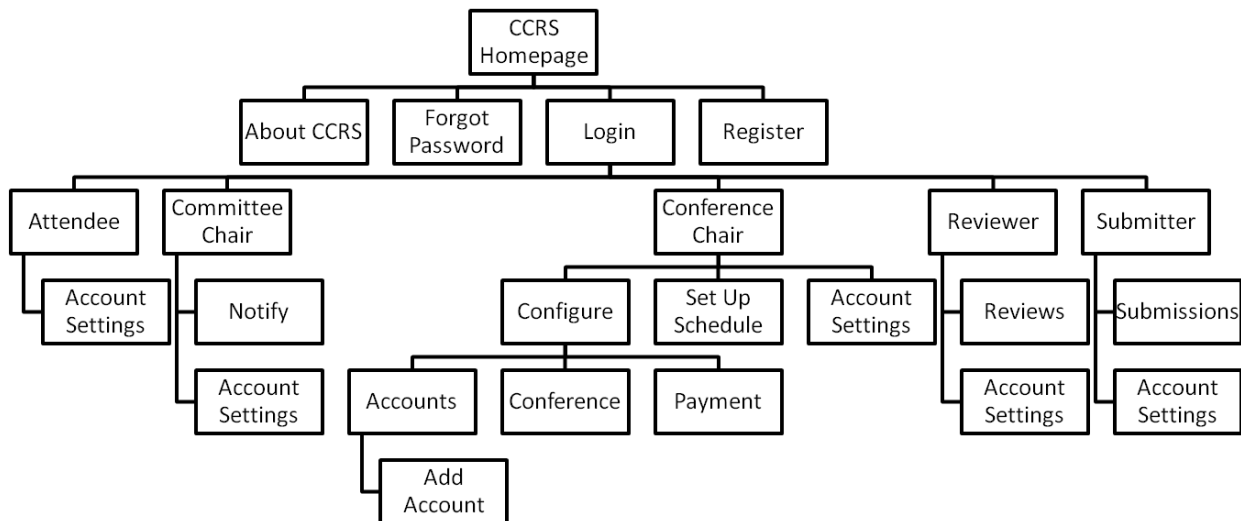 CCRS
Homepage
About CCRS
Forgot
Password
Login
Register
Attendee
Committee
Chair
Conference
Chair
Reviewer
Submitter
Account
Settings
Notify
Configure
Set Up
Schedule
Account
Settings
Reviews
Submissions
Account
Settings
Accounts
Conference
Payment
Account
Settings
Account
Settings
Add
Account